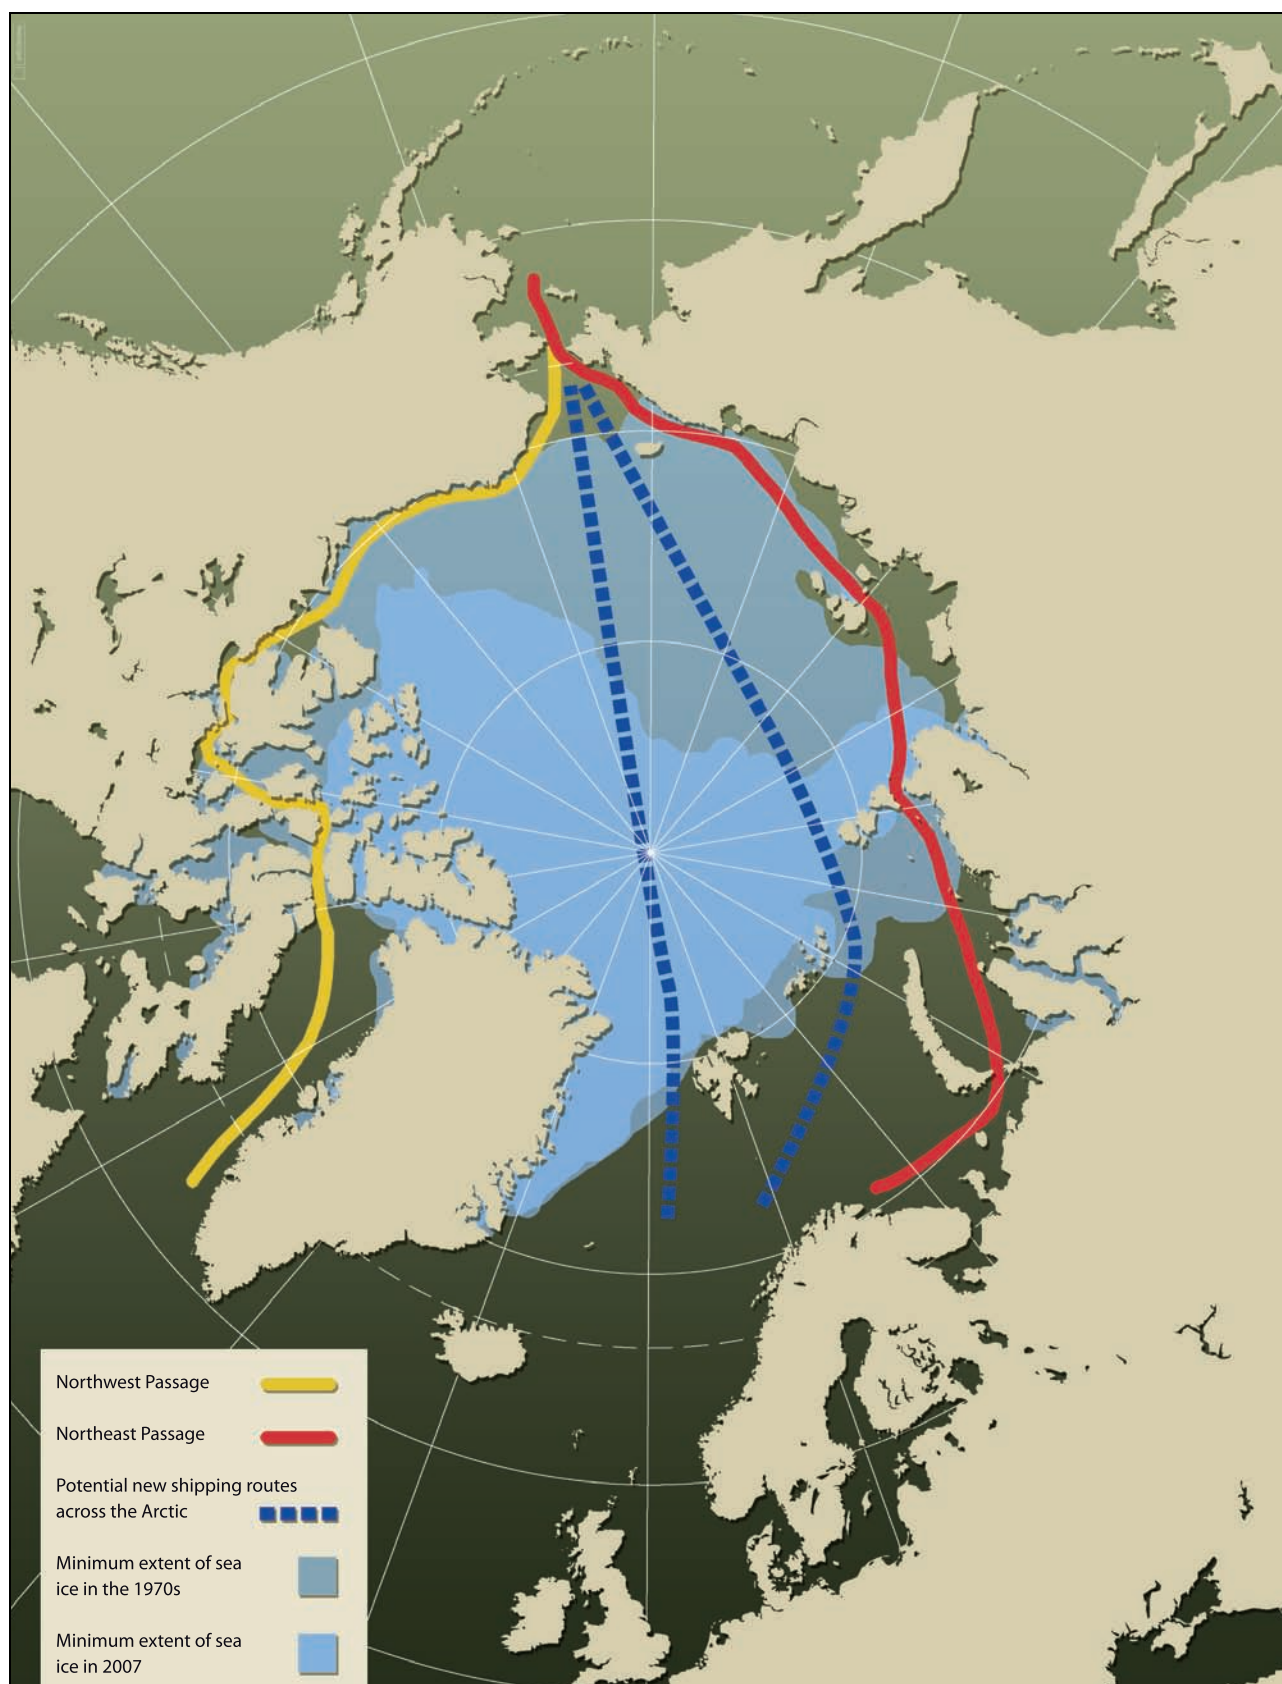 Northwest Passage
Northeast Passage
Potential new shipping routes
across the Arctic
Minimum extent of sea
ice in the 1970s
Minimum extent of sea
ice in 2007